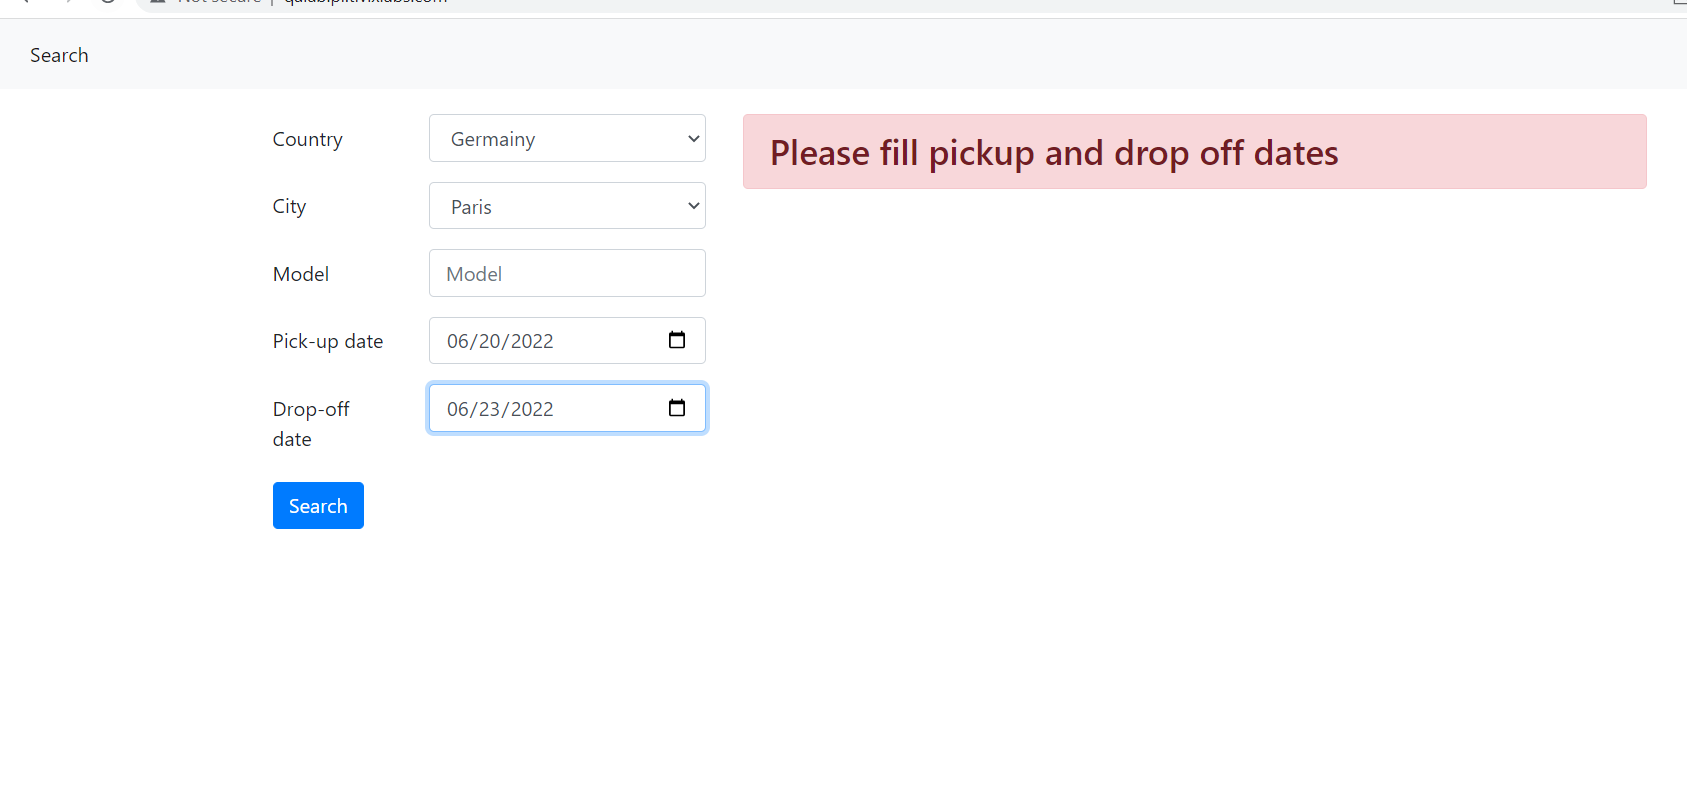 Search
Country
Germainy
Please fill pickup and drop off dates
City
Paris
Model
Model
Pick-up date
06/20/2022
Drop-off
date
06/23/2022
Search